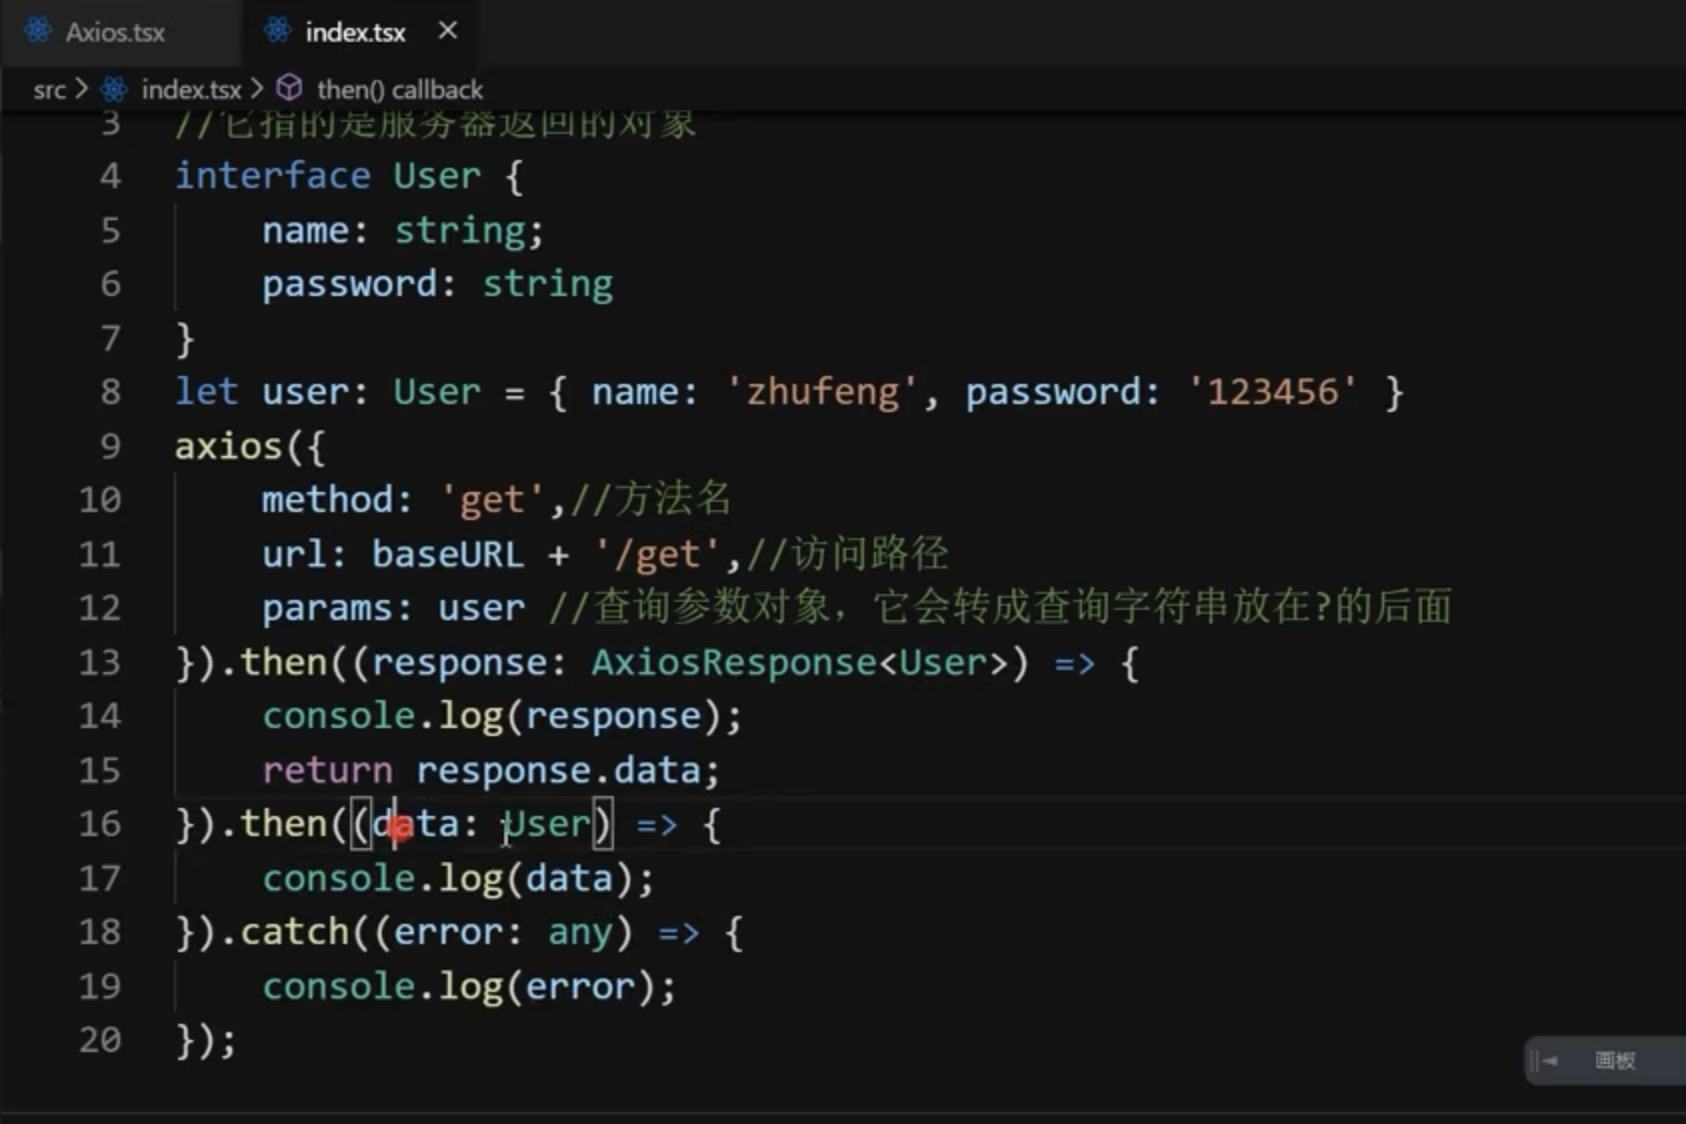 Axios.tsx index.tsx ×
src > index.tsx > then() callback
3 //它指的是服务器返回的对象
4 interface User {
5 name: string;
6 password: string
7 }
8 let user: User = { name: 'zhufeng', password: '123456' }
9 axios({
10 method: 'get',//方法名
11 url: baseURL + '/get',//访问路径
12 params: user //查询参数对象，它会转成查询字符串放在?的后面
13 }).then((response: AxiosResponse<User>) => {
14 console.log(response);
15 return response.data;
16 }).then((data: User) => {
17 console.log(data);
18 }).catch((error: any) => {
19 console.log(error);
20 });
画板